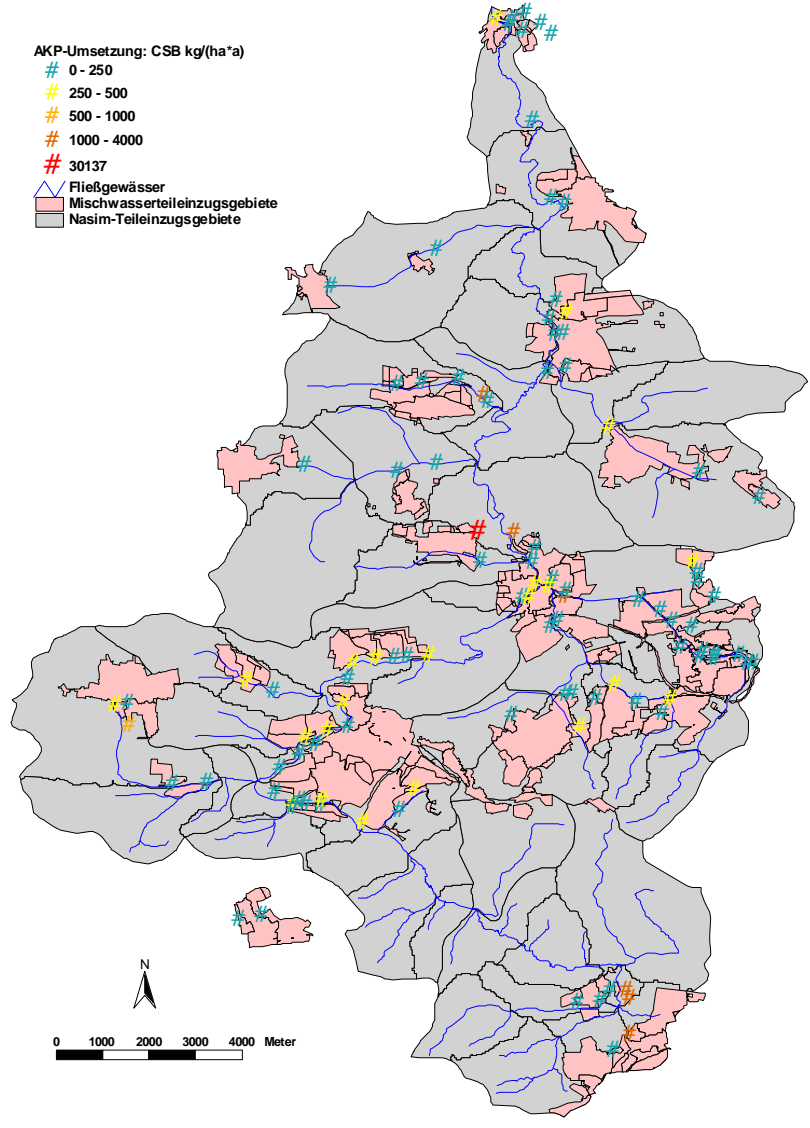 AKP-Umsetzung: CSB kg/(ha*a)
# 0 - 250
# 250 - 500
# 500 - 1000
# 1000 - 4000
# 30137
Fließgewässer
Mischwasserteileinzugsgebiete
Nasim-Teileinzugsgebiete
N
0 1000 2000 3000 4000 Meter